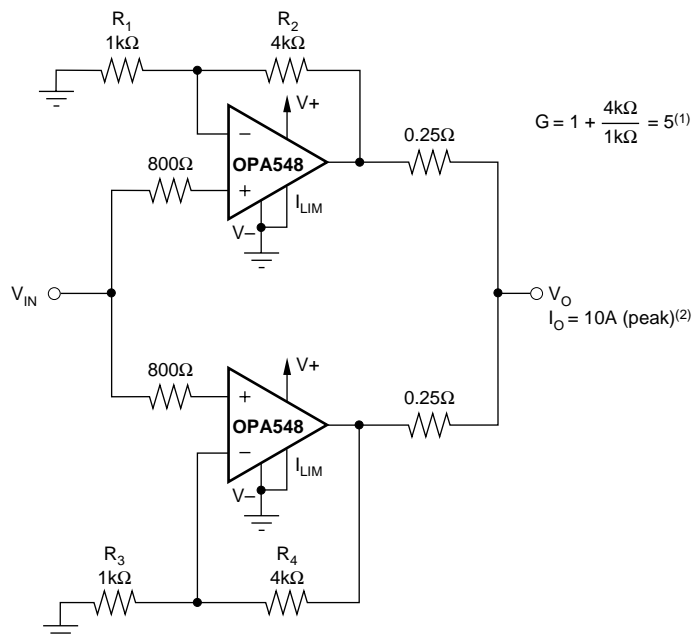 R1
1kΩ
R2
4kΩ
V+
G = 1 + 4kΩ / 1kΩ = 5(1)
0.25Ω
800Ω
–
OPA548
+
ILIM
V–
VIN
VO
IO = 10A (peak)(2)
800Ω
V+
0.25Ω
+
OPA548
–
ILIM
V–
R3
1kΩ
R4
4kΩ